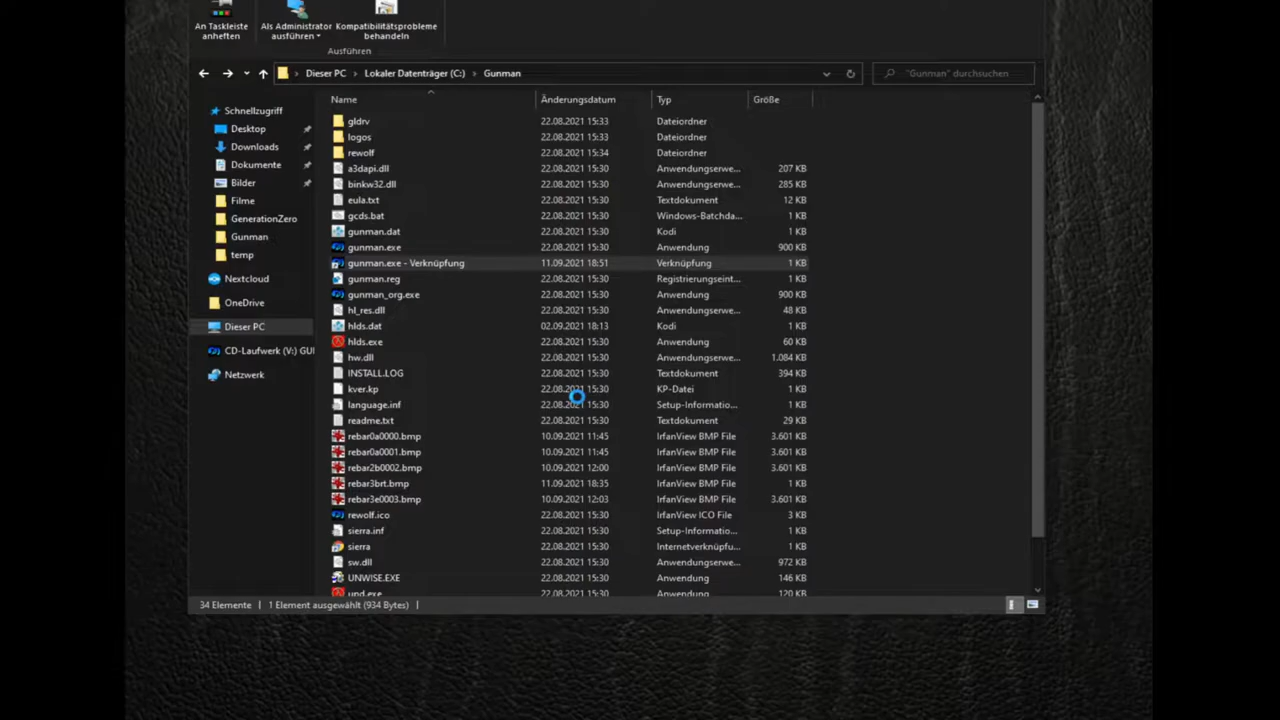 An Taskleiste anheften
Als Administrator ausführen
Kompatibilitätsprobleme behandeln
Ausführen
Dieser PC > Lokaler Datenträger (C:) > Gunman
"Gunman" durchsuchen
Name Änderungsdatum Typ Größe
Schnellzugriff
Desktop
Downloads
Dokumente
Bilder
Filme
GenerationZero
Gunman
temp
Nextcloud
OneDrive
Dieser PC
CD-Laufwerk (V:) GUI
Netzwerk
gldrv 22.08.2021 15:33 Dateiordner
logos 22.08.2021 15:33 Dateiordner
rewolf 22.08.2021 15:34 Dateiordner
a3dapi.dll 22.08.2021 15:30 Anwendungserwe... 207 KB
binkw32.dll 22.08.2021 15:30 Anwendungserwe... 285 KB
eula.txt 22.08.2021 15:30 Textdokument 12 KB
gcds.bat 22.08.2021 15:30 Windows-Batchda... 1 KB
gunman.dat 22.08.2021 15:30 Kodi 1 KB
gunman.exe 22.08.2021 15:30 Anwendung 900 KB
gunman.exe - Verknüpfung 11.09.2021 18:51 Verknüpfung 1 KB
gunman.reg 22.08.2021 15:30 Registrierungseint... 1 KB
gunman_org.exe 22.08.2021 15:30 Anwendung 900 KB
hl_res.dll 22.08.2021 15:30 Anwendungserwe... 48 KB
hlds.dat 02.09.2021 18:13 Kodi 1 KB
hlds.exe 22.08.2021 15:30 Anwendung 60 KB
hw.dll 22.08.2021 15:30 Anwendungserwe... 1.084 KB
INSTALL.LOG 22.08.2021 15:30 Textdokument 394 KB
kver.kp 22.08.2021 15:30 KP-Datei 1 KB
language.inf 22.08.2021 15:30 Setup-Informatio... 1 KB
readme.txt 22.08.2021 15:30 Textdokument 29 KB
rebar0a0000.bmp 10.09.2021 11:45 IrfanView BMP File 3.601 KB
rebar0a0001.bmp 10.09.2021 11:45 IrfanView BMP File 3.601 KB
rebar2b0002.bmp 10.09.2021 12:00 IrfanView BMP File 3.601 KB
rebar3brt.bmp 11.09.2021 18:35 IrfanView BMP File 1 KB
rebar3e0003.bmp 10.09.2021 12:03 IrfanView BMP File 3.601 KB
rewolf.ico 22.08.2021 15:30 IrfanView ICO File 3 KB
sierra.inf 22.08.2021 15:30 Setup-Informatio... 1 KB
sierra 22.08.2021 15:30 Internetverknüpfu... 1 KB
sw.dll 22.08.2021 15:30 Anwendungserwe... 972 KB
UNWISE.EXE 22.08.2021 15:30 Anwendung 146 KB
upd.exe 22.08.2021 15:30 Anwendung 120 KB
34 Elemente | 1 Element ausgewählt (934 Bytes) |